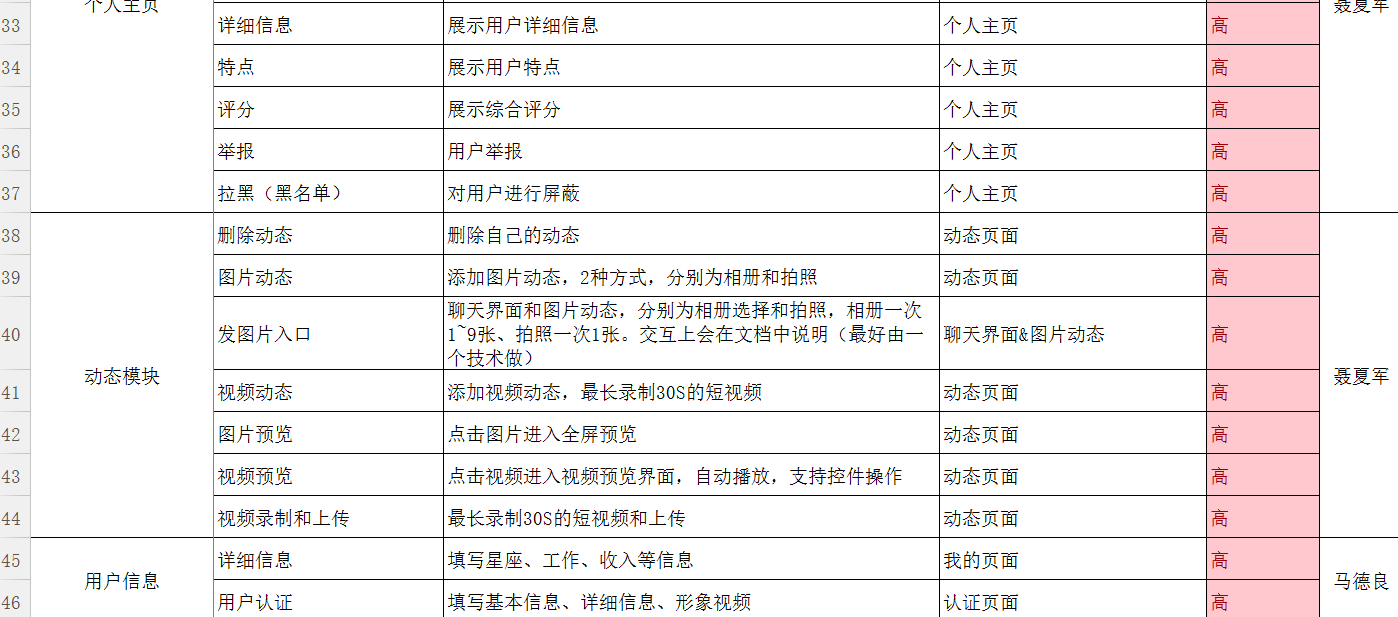 个人主页
聂夏军
33 详细信息 展示用户详细信息 个人主页 高
34 特点 展示用户特点 个人主页 高
35 评分 展示综合评分 个人主页 高
36 举报 用户举报 个人主页 高
37 拉黑（黑名单） 对用户进行屏蔽 个人主页 高
38 删除动态 删除自己的动态 动态页面 高
39 图片动态 添加图片动态，2种方式，分别为相册和拍照 动态页面 高
聊天界面和图片动态，分别为相册选择和拍照，相册一次
40 发图片入口 1~9张、拍照一次1张。交互上会在文档中说明（最好由一 聊天界面&图片动态 高
个技术做）
动态模块
聂夏军
41 视频动态 添加视频动态，最长录制30S的短视频 动态页面 高
42 图片预览 点击图片进入全屏预览 动态页面 高
43 视频预览 点击视频进入视频预览界面，自动播放，支持控件操作 动态页面 高
44 视频录制和上传 最长录制30S的短视频和上传 动态页面 高
45 详细信息 填写星座、工作、收入等信息 我的页面 高
用户信息
马德良
46 用户认证 填写基本信息、详细信息、形象视频 认证页面 高